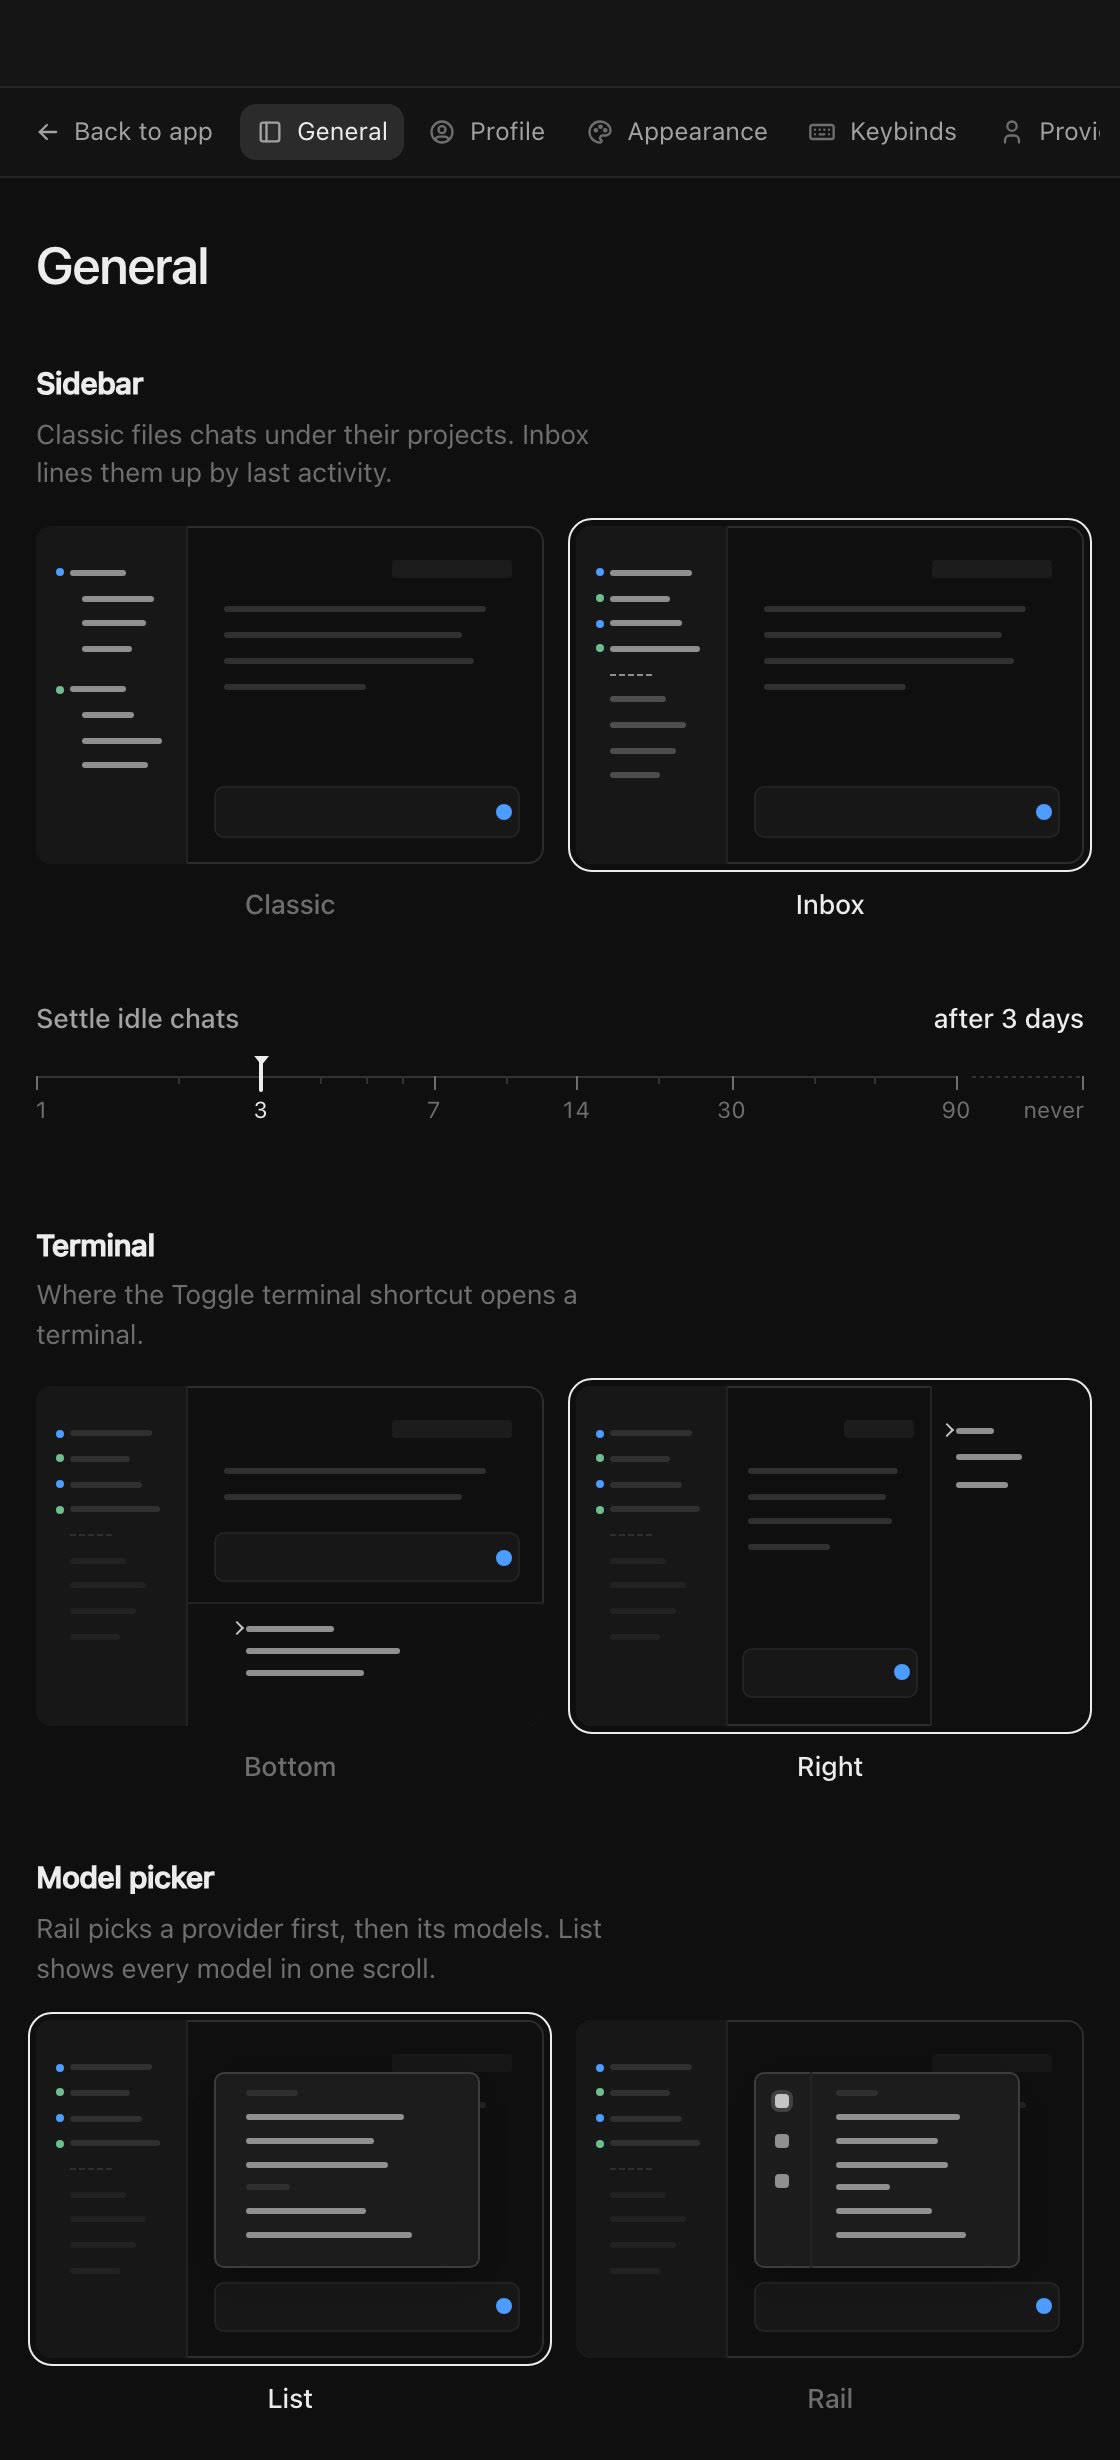 Back to app
General
Profile
Appearance
Keybinds
General
Sidebar
Classic files chats under their projects. Inbox
lines them up by last activity.
Classic
Inbox
Settle idle chats
after 3 days
1
3
7
14
30
90
never
Terminal
Where the Toggle terminal shortcut opens a
terminal.
Bottom
Right
Model picker
Rail picks a provider first, then its models. List
shows every model in one scroll.
List
Rail